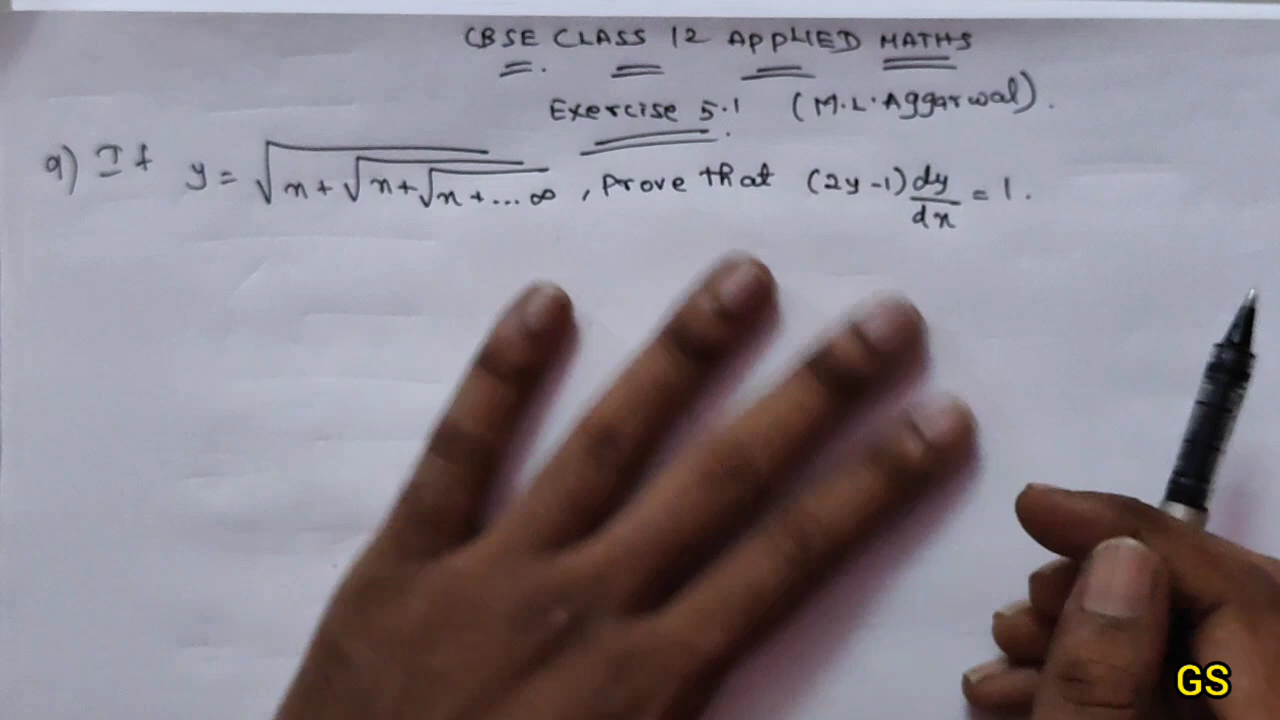 CBSE CLASS 12 APPLIED MATHS
Exercise 5.1 (M.L.Aggarwal).
9) If y = √x + √x + √x + ... ∞ , prove that (2y-1) dy/dx = 1.
GS